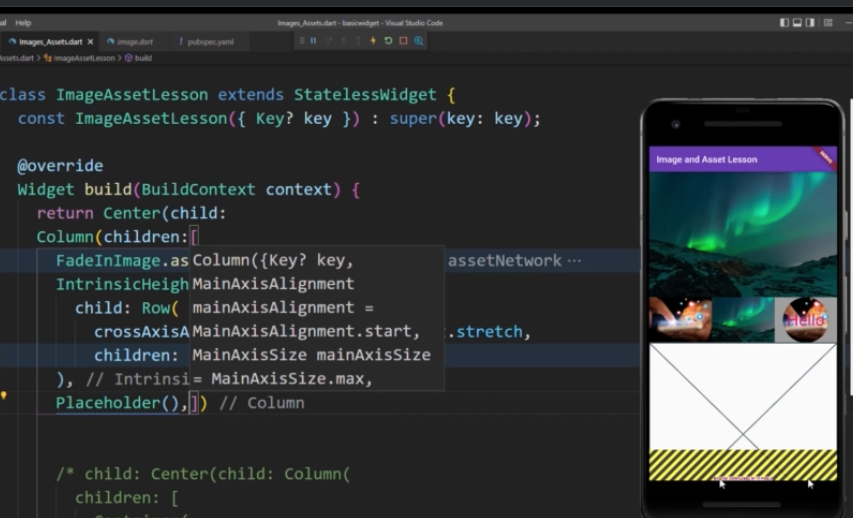 al Help
Images_Assets.dart - basicwidget - Visual Studio Code
Images_Assets.dart × image.dart ! pubspec.yaml
Assets.dart > ImageAssetLesson > build
class ImageAssetLesson extends StatelessWidget {
const ImageAssetLesson({ Key? key }) : super(key: key);
@override
Widget build(BuildContext context) {
return Center(child:
Column(children:[
FadeInImage.as
assetNetwork ···
IntrinsicHeigh
child: Row(
crossAxisA
.stretch,
children:
), // Intrinsi
Placeholder(),]) // Column
Column({Key? key,
MainAxisAlignment
mainAxisAlignment =
MainAxisAlignment.start,
MainAxisSize mainAxisSize
= MainAxisSize.max,
/* child: Center(child: Column(
children: [
Container(
Image and Asset Lesson
DEBUG
Hello